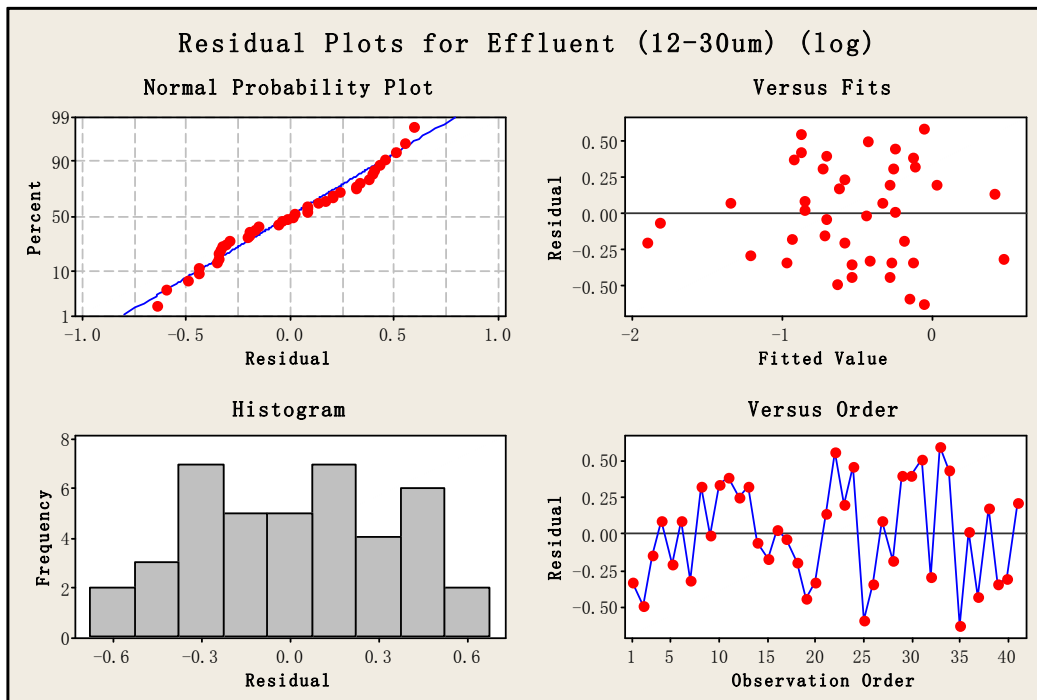 Residual Plots for Effluent (12-30um) (log)
Normal Probability Plot
99
90
50
10
1
Percent
-1.0 -0.5 0.0 0.5 1.0
Residual
Versus Fits
0.50
0.25
0.00
-0.25
-0.50
Residual
-2 -1 0
Fitted Value
Histogram
8
6
4
2
0
Frequency
-0.6 -0.3 0.0 0.3 0.6
Residual
Versus Order
0.50
0.25
0.00
-0.25
-0.50
Residual
1 5 10 15 20 25 30 35 40
Observation Order